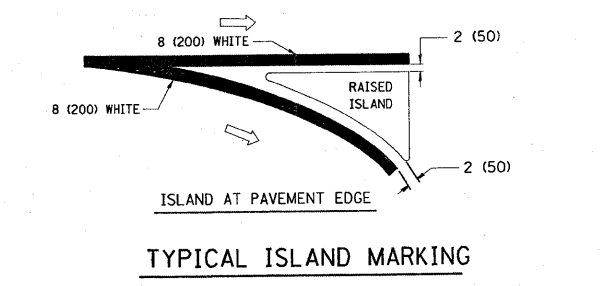 8 (200) WHITE
2 (50)
RAISED
ISLAND
8 (200) WHITE
2 (50)
ISLAND AT PAVEMENT EDGE
TYPICAL ISLAND MARKING